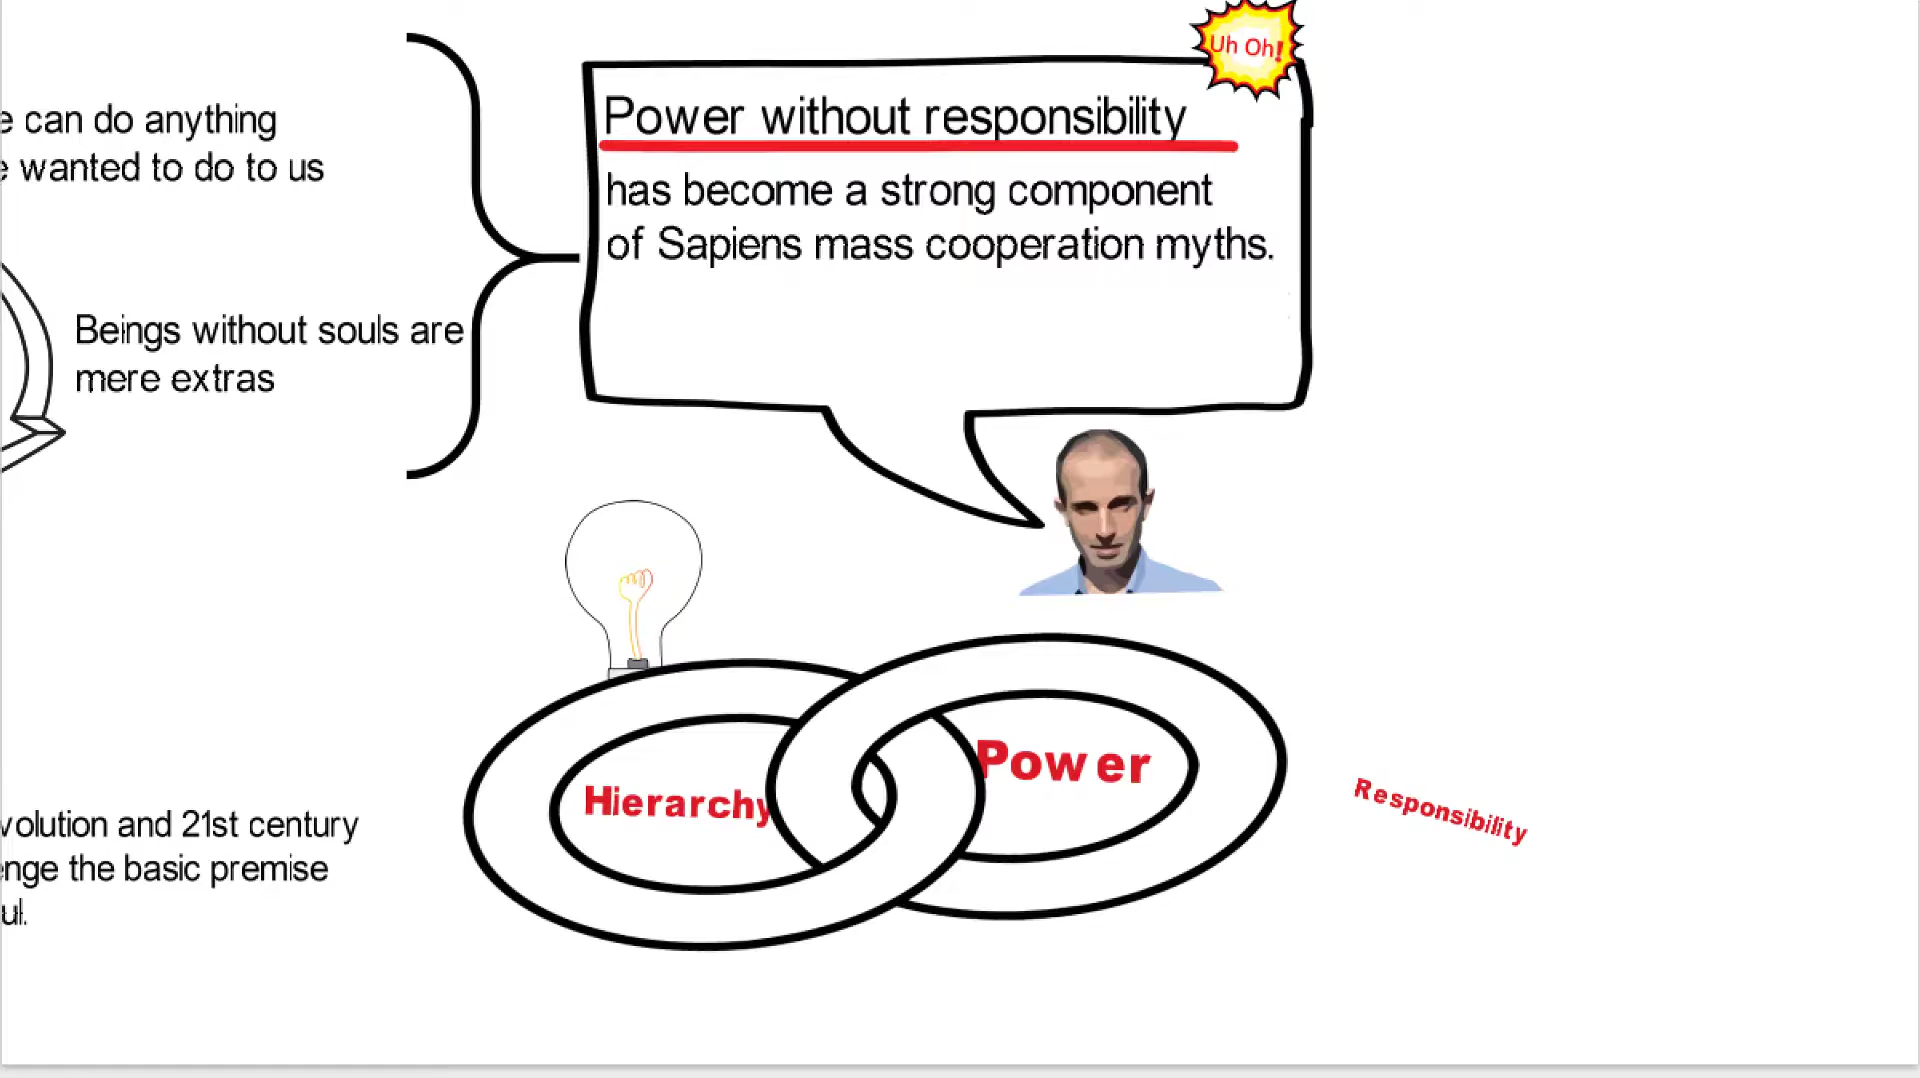 e can do anything
e wanted to do to us
Beings without souls are
mere extras
Uh Oh!
Power without responsibility
has become a strong component
of Sapiens mass cooperation myths.
Hierarchy
Power
Responsibility
volution and 21st century
enge the basic premise
ul.